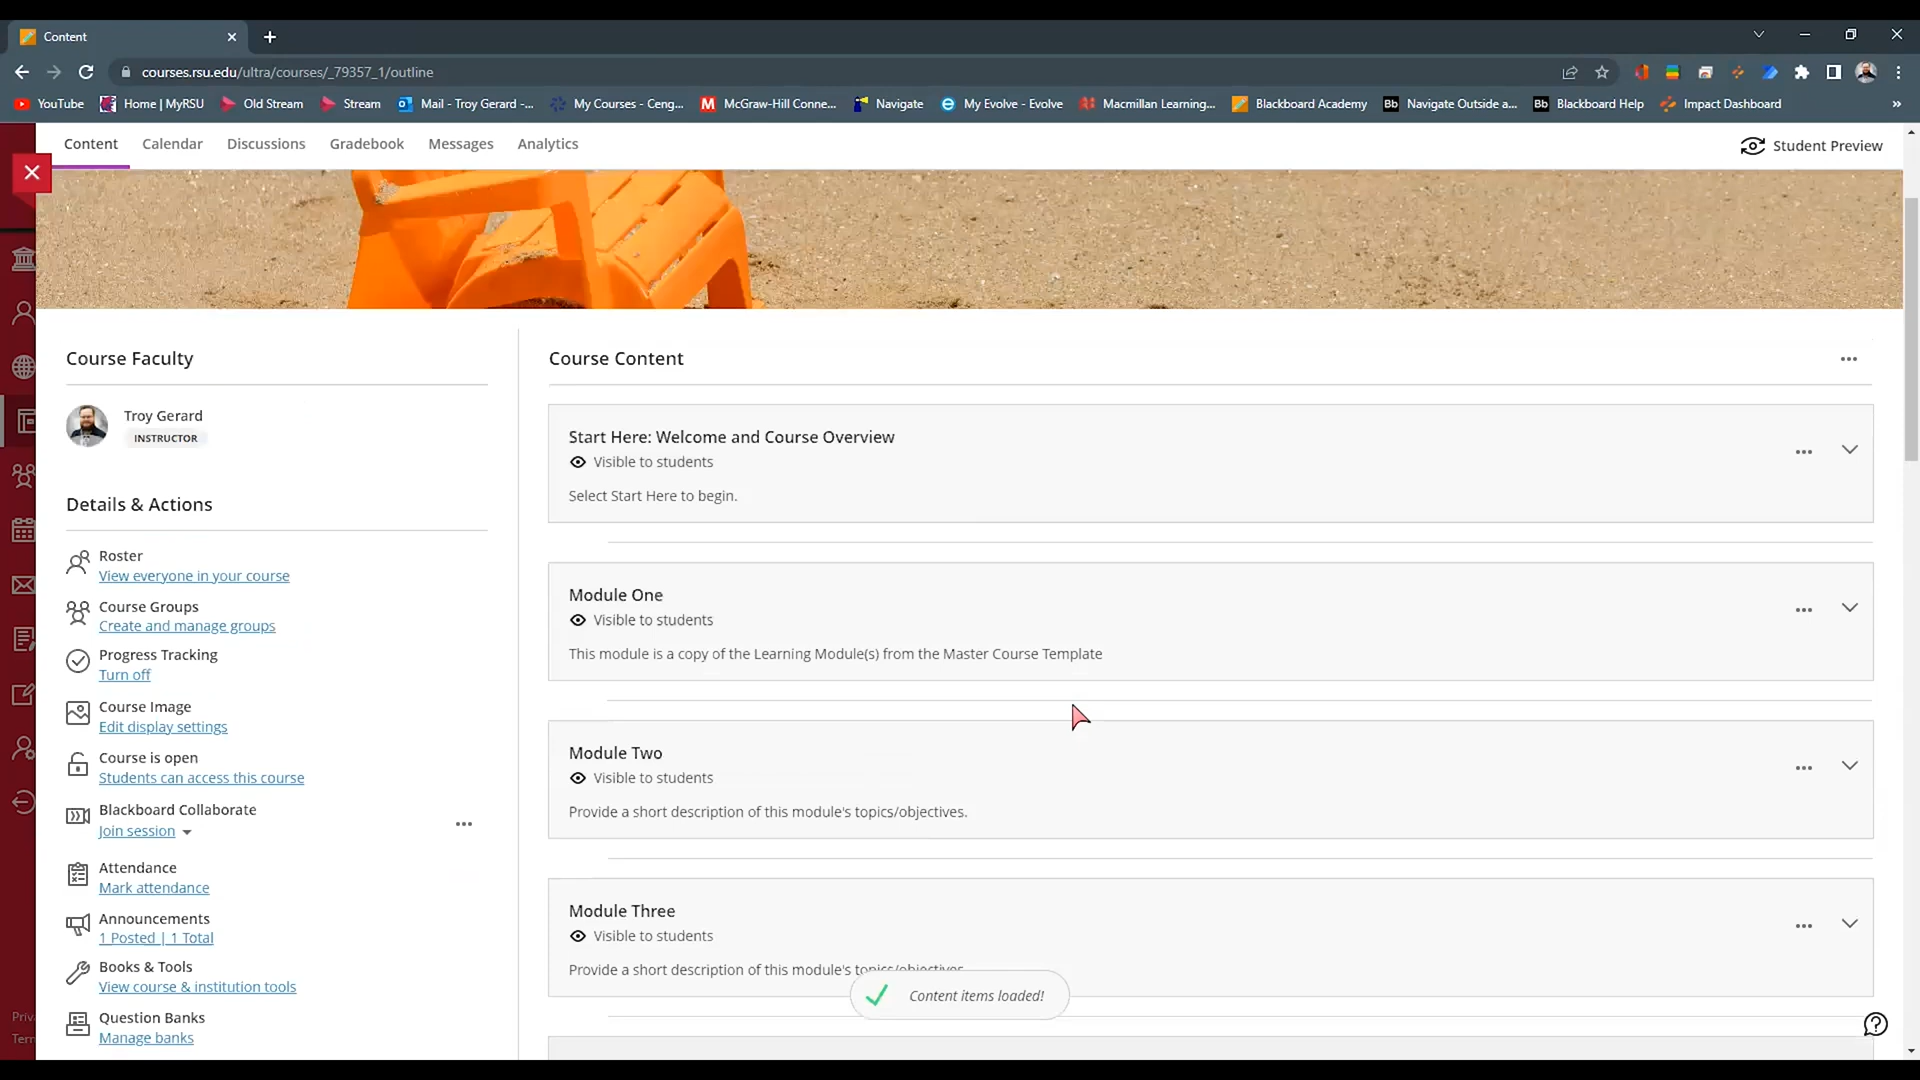 Content
courses.rsu.edu/ultra/courses/_79357_1/outline
YouTube Home | MyRSU Old Stream Stream Mail - Troy Gerard -... My Courses - Ceng... McGraw-Hill Conne... Navigate My Evolve - Evolve Macmillan Learning... Blackboard Academy Bb Navigate Outside a... Bb Blackboard Help Impact Dashboard »
Content Calendar Discussions Gradebook Messages Analytics Student Preview
Course Faculty
Troy Gerard
INSTRUCTOR
Details & Actions
Roster
View everyone in your course
Course Groups
Create and manage groups
Progress Tracking
Turn off
Course Image
Edit display settings
Course is open
Students can access this course
Blackboard Collaborate
Join session
Attendance
Mark attendance
Announcements
1 Posted | 1 Total
Books & Tools
View course & institution tools
Question Banks
Manage banks
Course Content
Start Here: Welcome and Course Overview
Visible to students
Select Start Here to begin.
Module One
Visible to students
This module is a copy of the Learning Module(s) from the Master Course Template
Module Two
Visible to students
Provide a short description of this module's topics/objectives.
Module Three
Visible to students
Provide a short description of this module's topics/objectives.
Content items loaded!